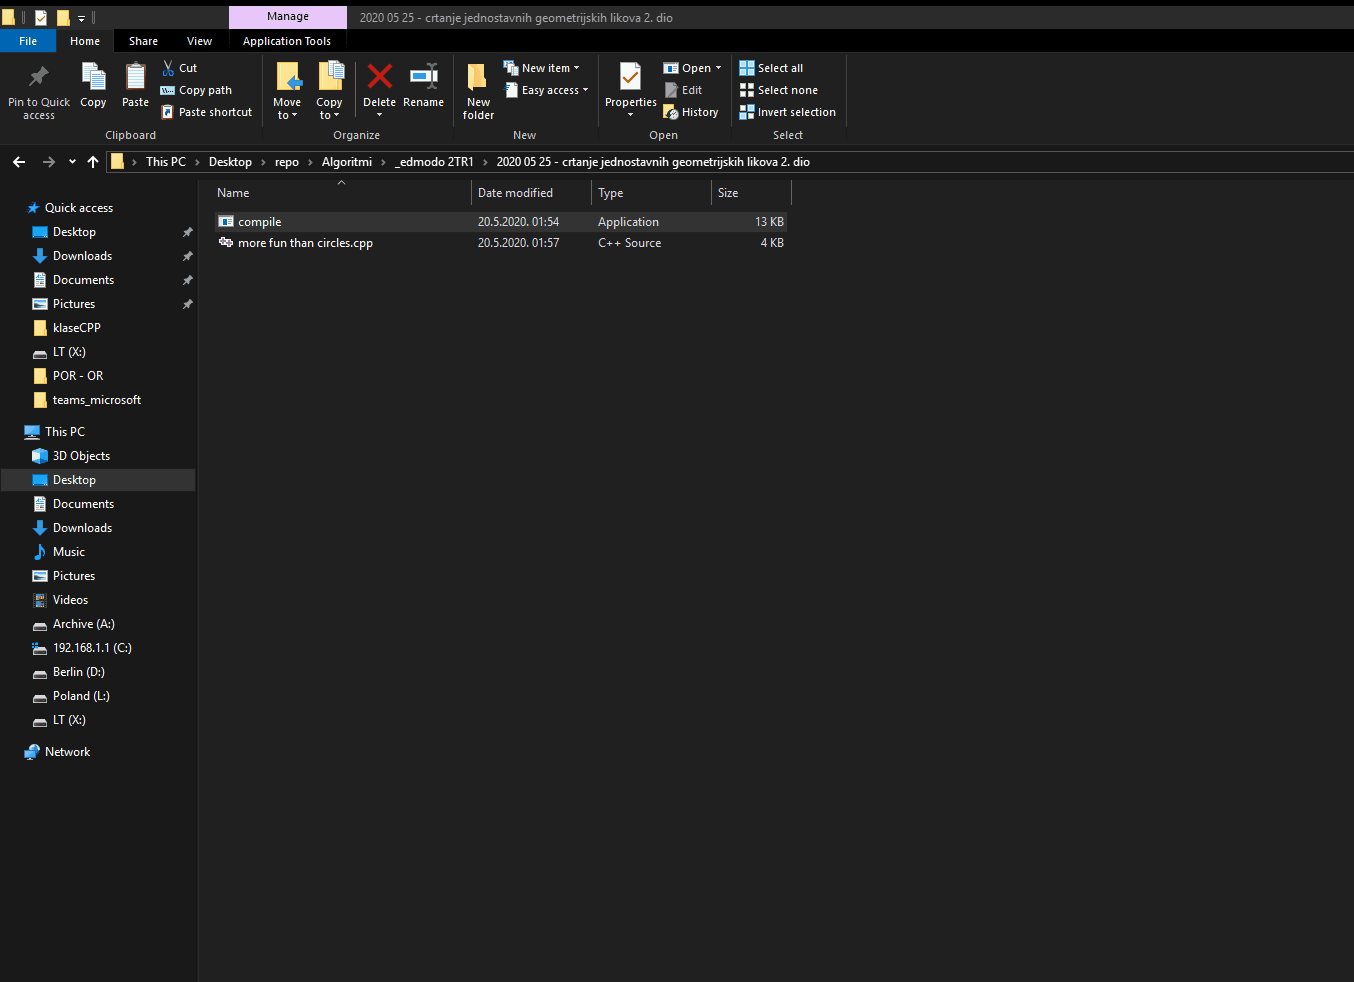 Manage
2020 05 25 - crtanje jednostavnih geometrijskih likova 2. dio
File Home Share View Application Tools
Pin to Quick access
Copy
Paste
Cut
Copy path
Paste shortcut
Clipboard
Move to
Copy to
Delete
Rename
Organize
New folder
New item
Easy access
New
Properties
Open
Edit
History
Open
Select all
Select none
Invert selection
Select
This PC > Desktop > repo > Algoritmi > _edmodo 2TR1 > 2020 05 25 - crtanje jednostavnih geometrijskih likova 2. dio
Name Date modified Type Size
compile 20.5.2020. 01:54 Application 13 KB
more fun than circles.cpp 20.5.2020. 01:57 C++ Source 4 KB
Quick access
Desktop
Downloads
Documents
Pictures
klaseCPP
LT (X:)
POR - OR
teams_microsoft
This PC
3D Objects
Desktop
Documents
Downloads
Music
Pictures
Videos
Archive (A:)
192.168.1.1 (C:)
Berlin (D:)
Poland (L:)
LT (X:)
Network